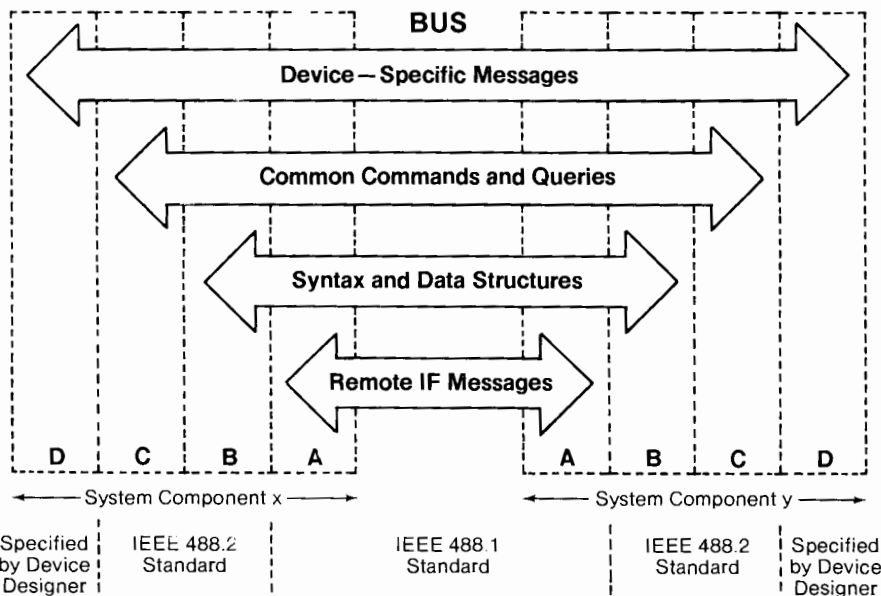 BUS
Device–Specific Messages
Common Commands and Queries
Syntax and Data Structures
Remote IF Messages
D C B A A B C D
System Component x System Component y
Specified IEEE 488.2 IEEE 488.1 IEEE 488.2 Specified
by Device Standard Standard Standard by Device
Designer Designer